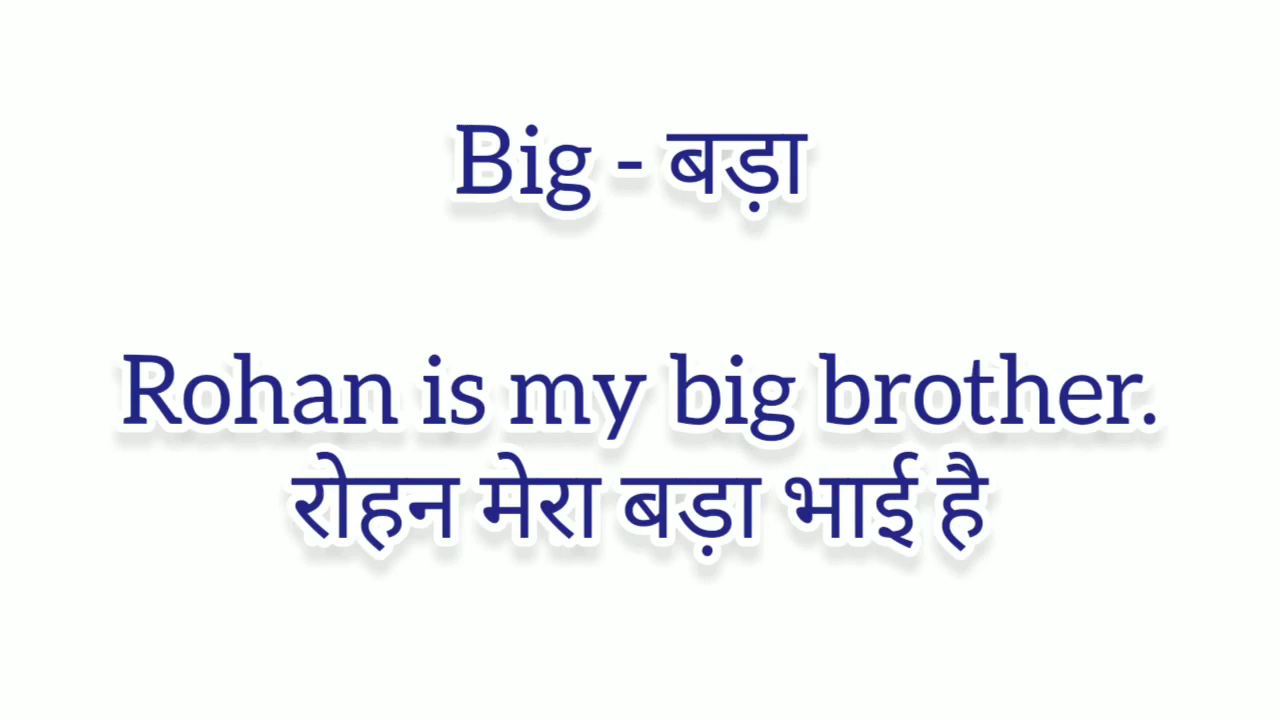 Big - बड़ा
Rohan is my big brother.
रोहन मेरा बड़ा भाई है